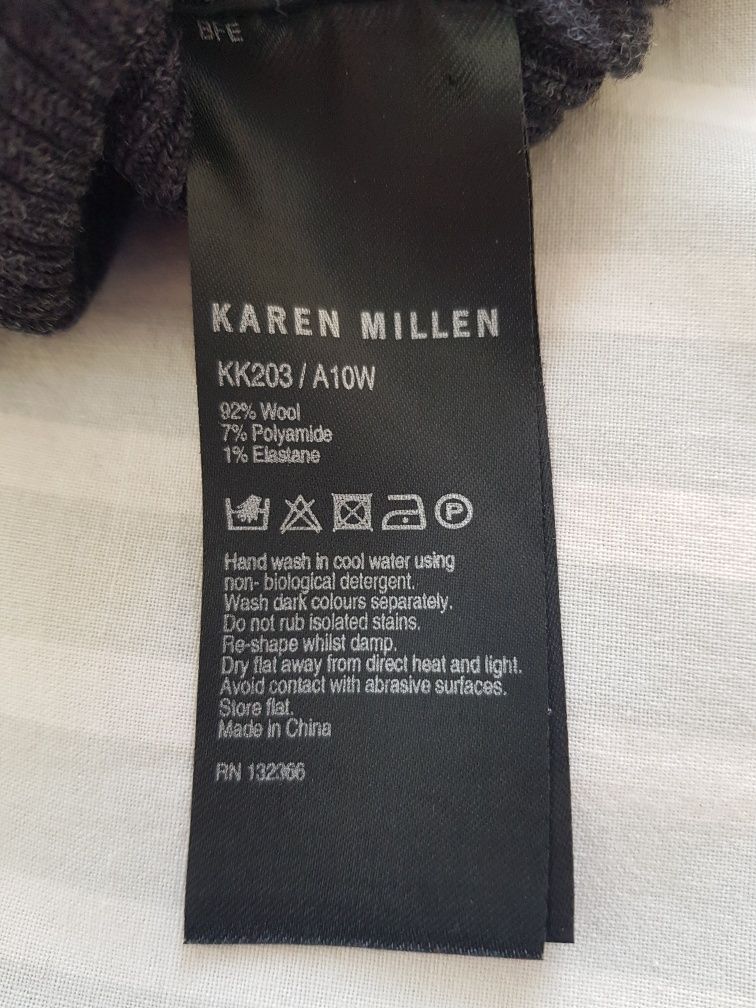 BFE
KAREN MILLEN
KK203 / A10W
92% Wool
7% Polyamide
1% Elastane
P
Hand wash in cool water using
non- biological detergent.
Wash dark colours separately.
Do not rub isolated stains.
Re-shape whilst damp.
Dry flat away from direct heat and light.
Avoid contact with abrasive surfaces.
Store flat.
Made in China
RN 132366